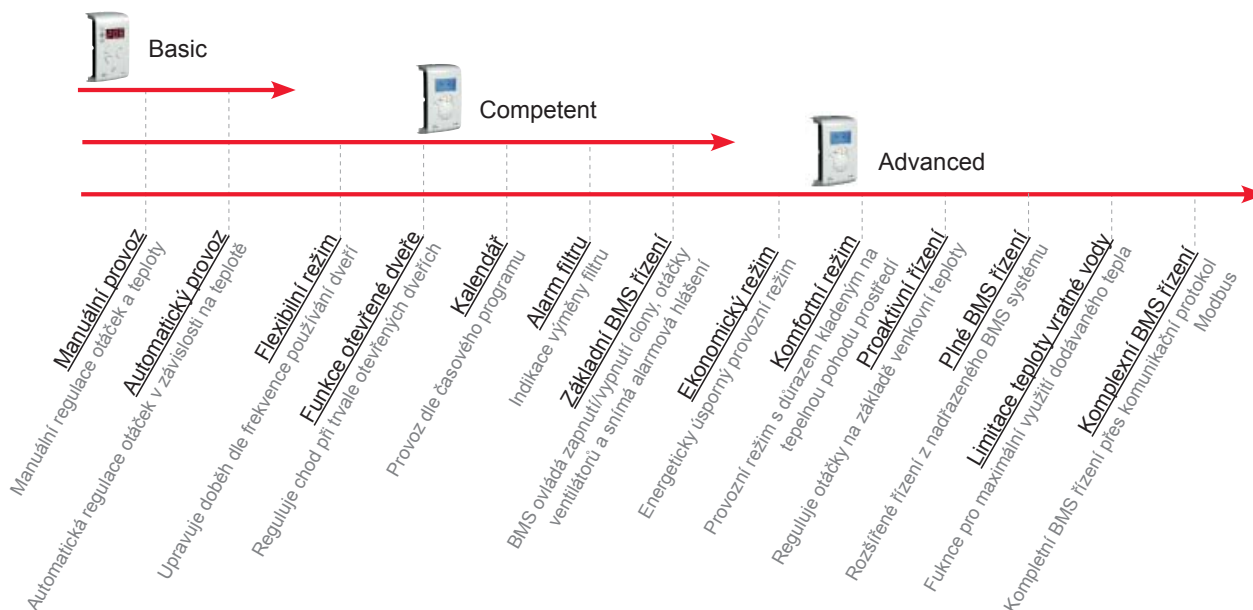 Basic
Competent
Advanced
Manuální provoz
Manuální regulace otáček a teploty
Automatický provoz
Automatická regulace otáček v závislosti na teplotě
Flexibilní režim
Upravuje doběh dle frekvence používání dveří
Funkce otevřené dveře
Reguluje chod při trvale otevřených dveřích
Kalendář
Provoz dle časového programu
Alarm filtru
Indikace výměny filtru
Základní BMS řízení
BMS ovládá zapnutí/vypnutí clony, otáčky
ventilátorů a snímá alarmová hlášení
Ekonomický režim
Energeticky úsporný provozní režim
Komfortní režim
Provozní režim s důrazem kladeným na
tepelnou pohodu prostředí
Proaktivní řízení
Reguluje otáčky na základě venkovní teploty
Plné BMS řízení
Rozšířené řízení z nadřazeného BMS systému
Limitace teploty vratné vody
Fuknce pro maximální využití dodávaného tepla
Komplexní BMS řízení
Kompletní BMS řízení přes komunikační protokol
Modbus